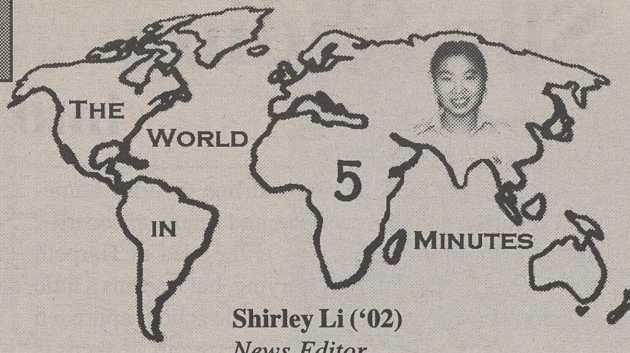 THE
WORLD
IN
5
MINUTES
Shirley Li (‘02)
News Editor